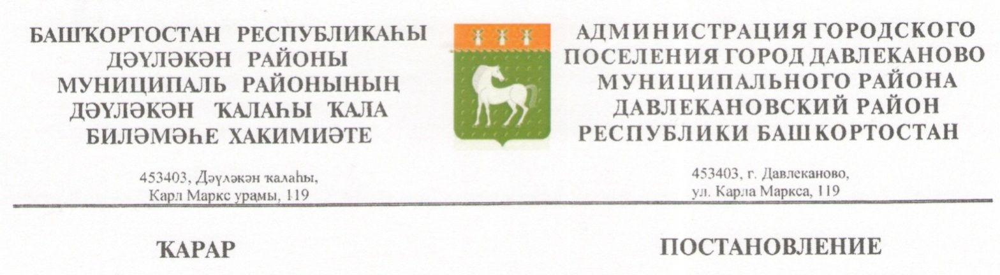 БАШҠОРТОСТАН РЕСПУБЛИКАҺЫ
ДӘҮЛӘКӘН РАЙОНЫ
МУНИЦИПАЛЬ РАЙОНЫНЫҢ
ДӘҮЛӘКӘН ҠАЛАҺЫ ҠАЛА
БИЛӘМӘҺЕ ХАКИМИӘТЕ
453403, Дәүләкән ҡалаһы,
Карл Маркс урамы, 119
АДМИНИСТРАЦИЯ ГОРОДСКОГО
ПОСЕЛЕНИЯ ГОРОД ДАВЛЕКАНОВО
МУНИЦИПАЛЬНОГО РАЙОНА
ДАВЛЕКАНОВСКИЙ РАЙОН
РЕСПУБЛИКИ БАШКОРТОСТАН
453403, г. Давлеканово,
ул. Карла Маркса, 119
ҠАРАР
ПОСТАНОВЛЕНИЕ